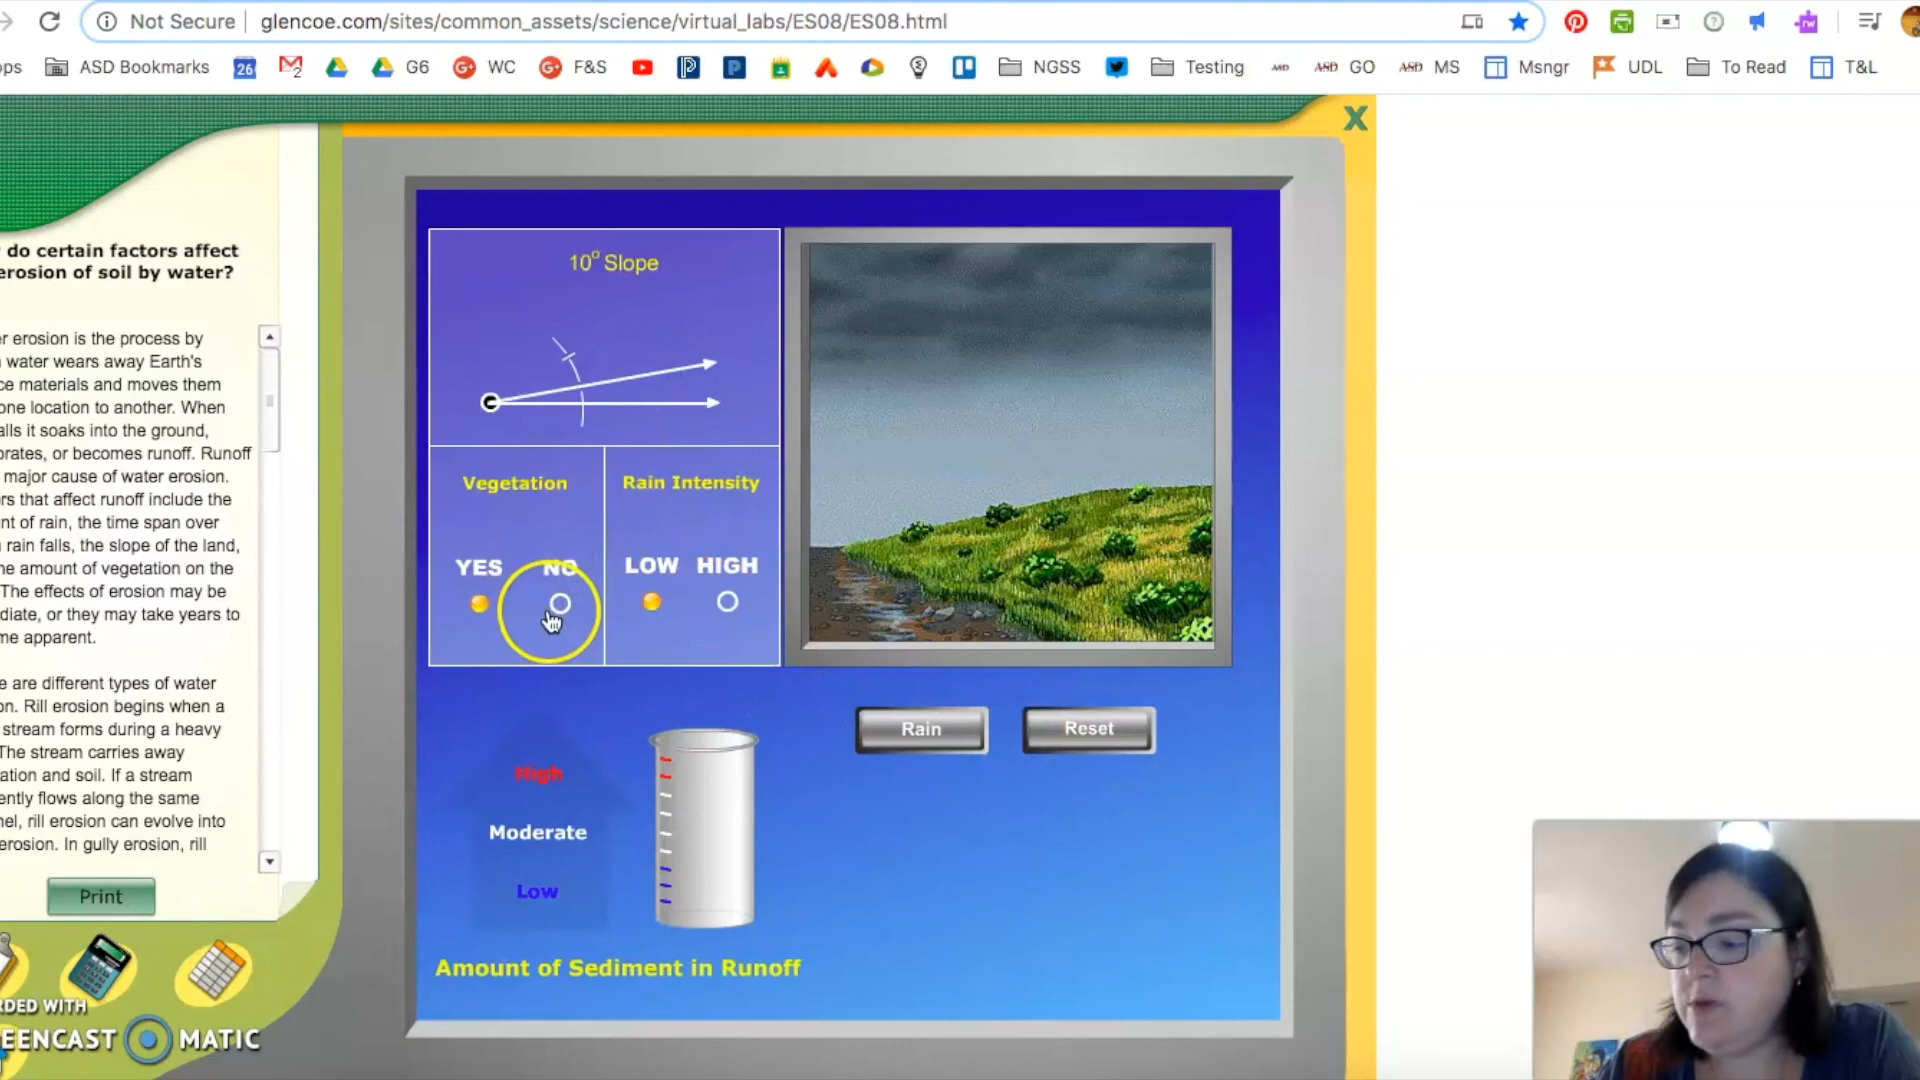 Not Secure glencoe.com/sites/common_assets/science/virtual_labs/ES08/ES08.html
ops ASD Bookmarks 26 2 G6 WC F&S NGSS Testing ASD ASD GO ASD MS Msngr UDL To Read T&L
X
do certain factors affect
erosion of soil by water?
er erosion is the process by
water wears away Earth's
ce materials and moves them
one location to another. When
alls it soaks into the ground,
orates, or becomes runoff. Runoff
major cause of water erosion.
rs that affect runoff include the
nt of rain, the time span over
rain falls, the slope of the land,
he amount of vegetation on the
The effects of erosion may be
diate, or they may take years to
me apparent.
e are different types of water
on. Rill erosion begins when a
stream forms during a heavy
The stream carries away
ation and soil. If a stream
ently flows along the same
nel, rill erosion can evolve into
erosion. In gully erosion, rill
Print
10° Slope
Vegetation
YES NO
Rain Intensity
LOW HIGH
Rain Reset
High
Moderate
Low
Amount of Sediment in Runoff
RDED WITH
EENCAST MATIC